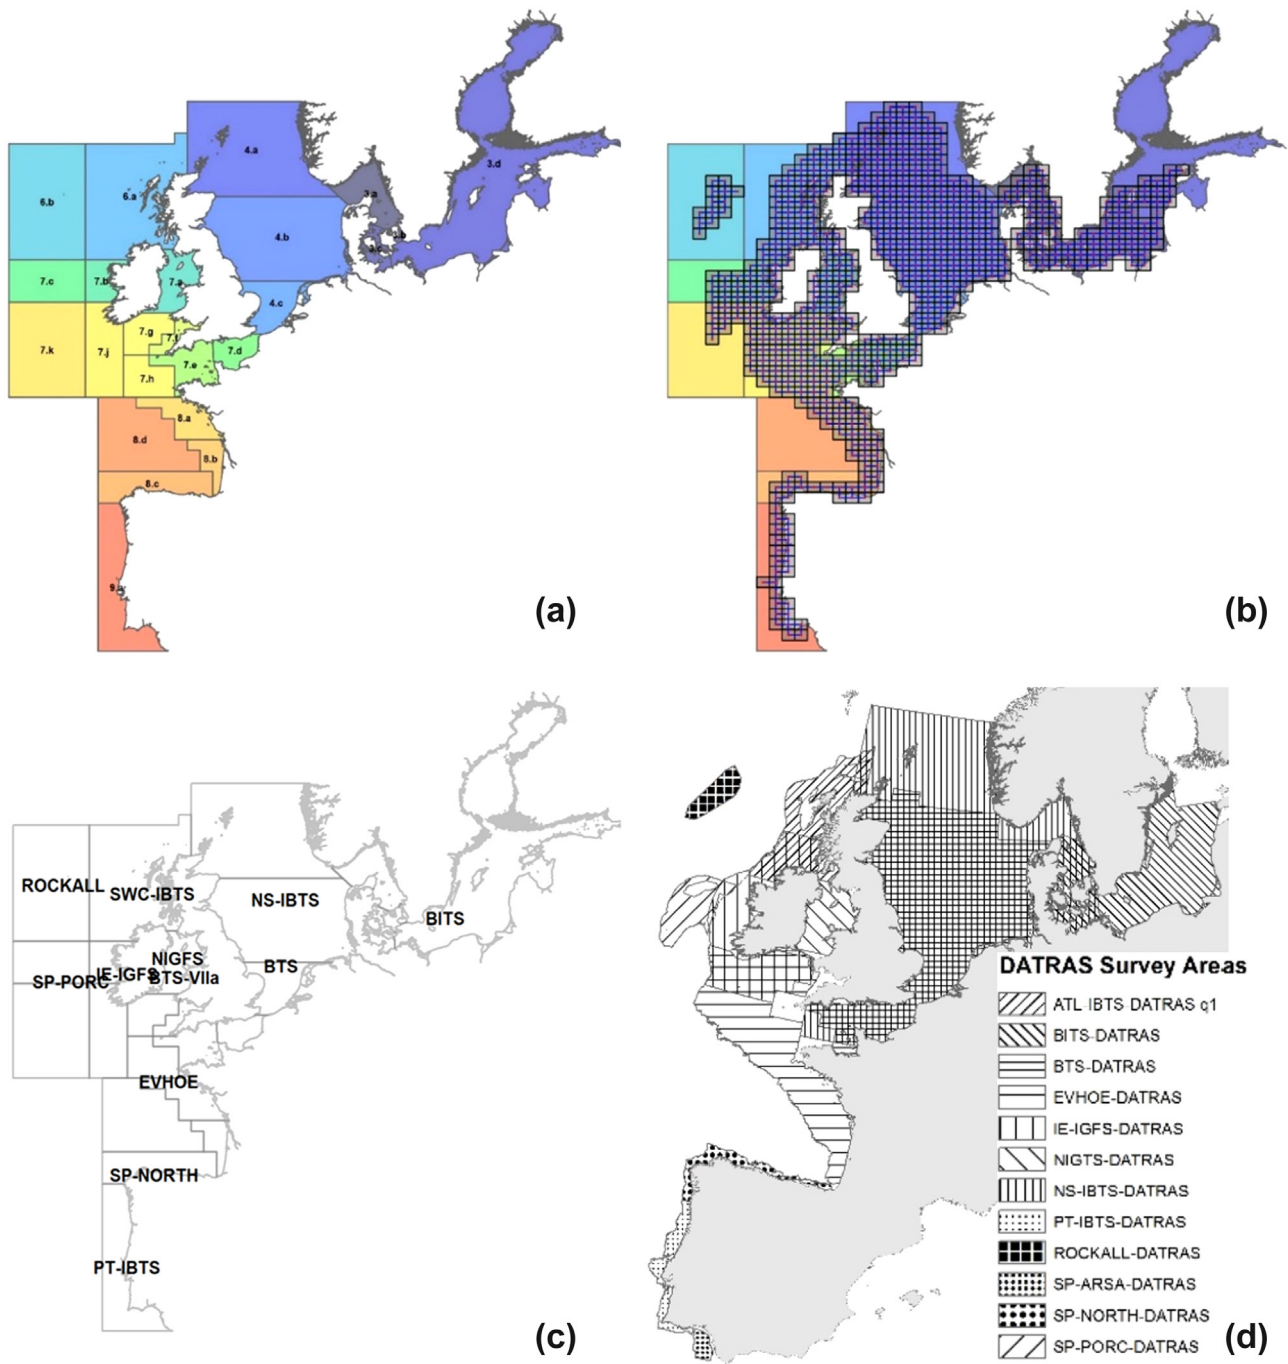 4.a
3.d
3.a
6.b
6.a
4.b
3.b
3.c
7.c
7.b
7.a
4.c
7.g
7.f
7.k
7.j
7.d
7.e
7.h
8.a
8.d
8.b
8.c
9.a
(a)
(b)
ROCKALL
SWC-IBTS
NS-IBTS
BITS
NIGFS
BTS
IE-IGFS
BTS-VIIa
SP-PORC
EVHOE
SP-NORTH
PT-IBTS
(c)
DATRAS Survey Areas
ATL-IBTS-DATRAS q1
BITS-DATRAS
BTS-DATRAS
EVHOE-DATRAS
IE-IGFS-DATRAS
NIGTS-DATRAS
NS-IBTS-DATRAS
PT-IBTS-DATRAS
ROCKALL-DATRAS
SP-ARSA-DATRAS
SP-NORTH-DATRAS
SP-PORC-DATRAS
(d)